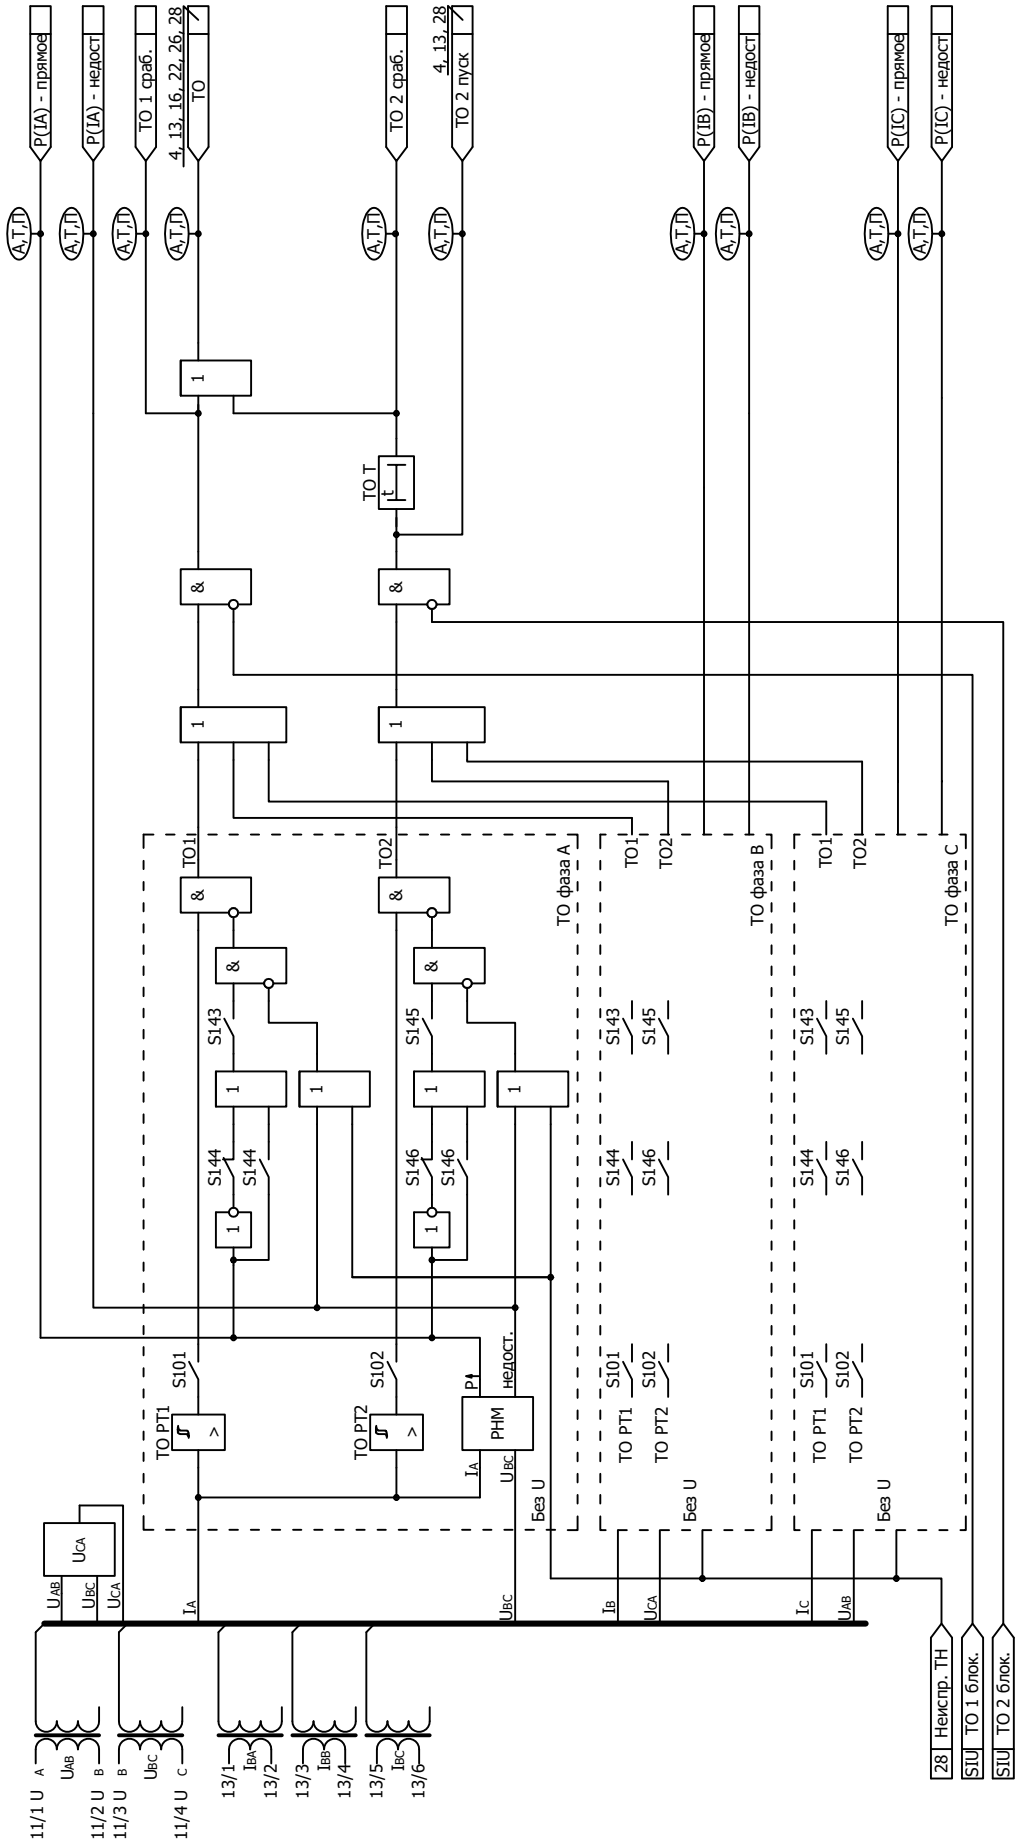 P(IA) - прямое
P(IA) - недост
ТО 1 сраб.
4, 13, 16, 22, 26, 28
ТО
ТО 2 сраб.
4, 13, 28
ТО 2 пуск
P(IB) - прямое
P(IB) - недост
P(IC) - прямое
P(IC) - недост
А,Т,П
А,Т,П
А,Т,П
А,Т,П
А,Т,П
А,Т,П
А,Т,П
А,Т,П
А,Т,П
А,Т,П
1
ТО Т
t
&
&
1
1
ТО1
ТО2
ТО фаза А
ТО1
ТО2
ТО фаза В
ТО1
ТО2
ТО фаза С
&
&
&
&
S143
S145
S143
S145
S143
S145
1
1
1
1
S144
S144
S146
S146
S144
S146
S144
S146
1
1
S101
S102
P
недост.
S101
S102
S101
S102
ТО РТ1
>
ТО РТ2
>
РНМ
ТО РТ1
ТО РТ2
ТО РТ1
ТО РТ2
IA
UBC
Без U
Без U
Без U
UCA
UAB
UBC
UCA
IA
UBC
IB
UCA
IC
UAB
11/1 U A
UAB
11/2 U B
11/3 U B
UBC
11/4 U C
13/1
IBA
13/2
13/3
IBB
13/4
13/5
IBC
13/6
28 Неиспр. ТН
SIU ТО 1 блок.
SIU ТО 2 блок.